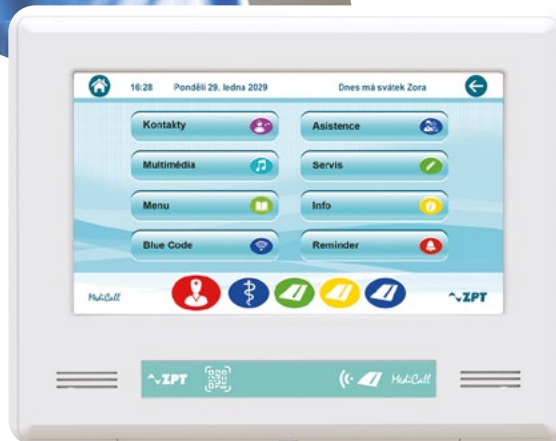 16:28 Pondělí 29. ledna 2029 Dnes má svátek Zora
Kontakty
Asistence
Multimédia
Servis
Menu
Info
Blue Code
Reminder
MediCall
ZPT
ZPT
MediCall